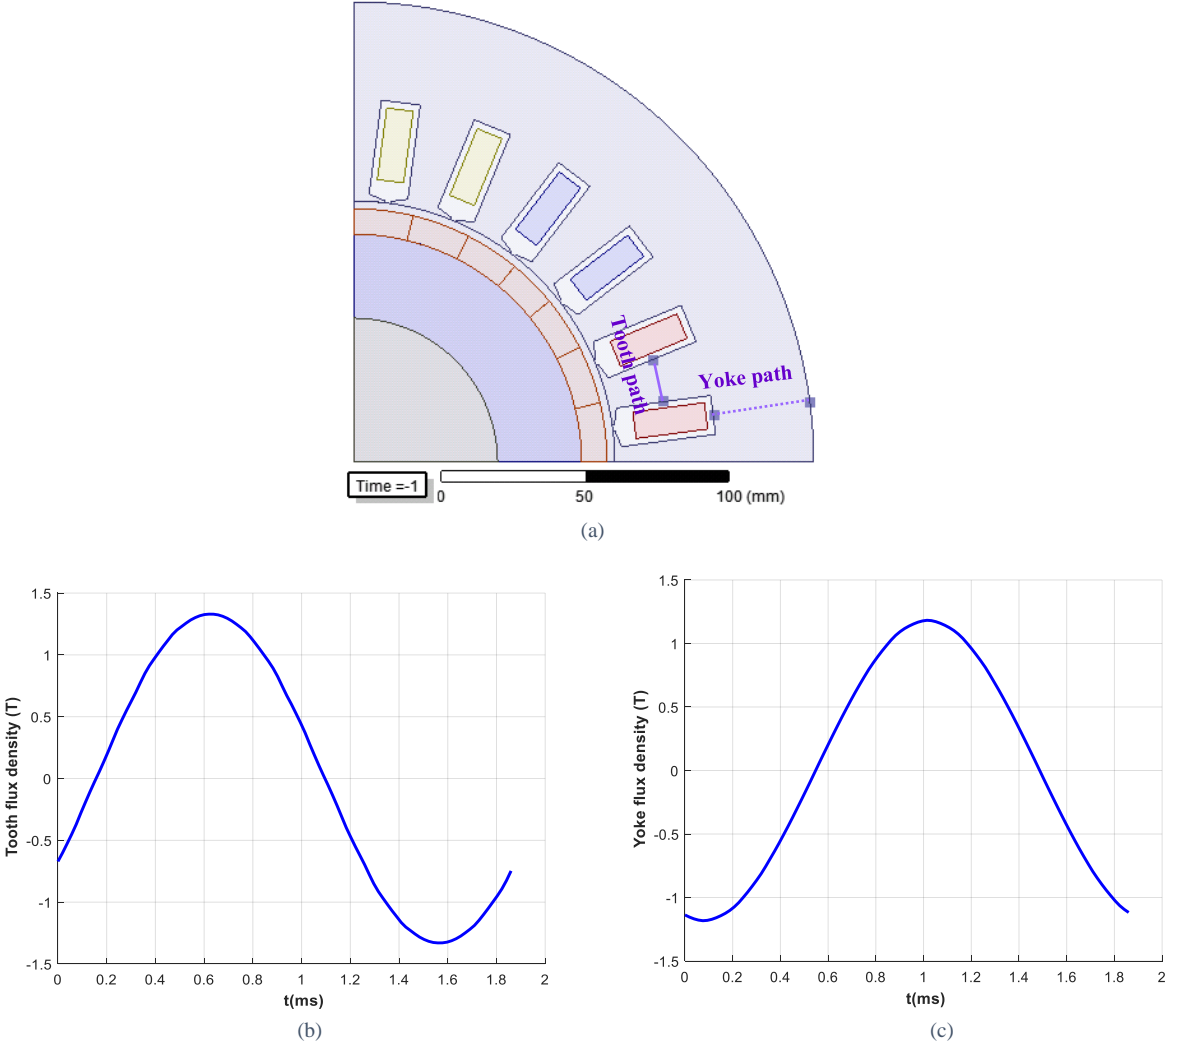 Tooth path
Yoke path
Time =-1
0 50 100 (mm)
(a)
1.5
1
0.5
0
-0.5
-1
-1.5
Tooth flux density (T)
0 0.2 0.4 0.6 0.8 1 1.2 1.4 1.6 1.8 2
t(ms)
(b)
1.5
1
0.5
0
-0.5
-1
-1.5
Yoke flux density (T)
0 0.2 0.4 0.6 0.8 1 1.2 1.4 1.6 1.8 2
t(ms)
(c)